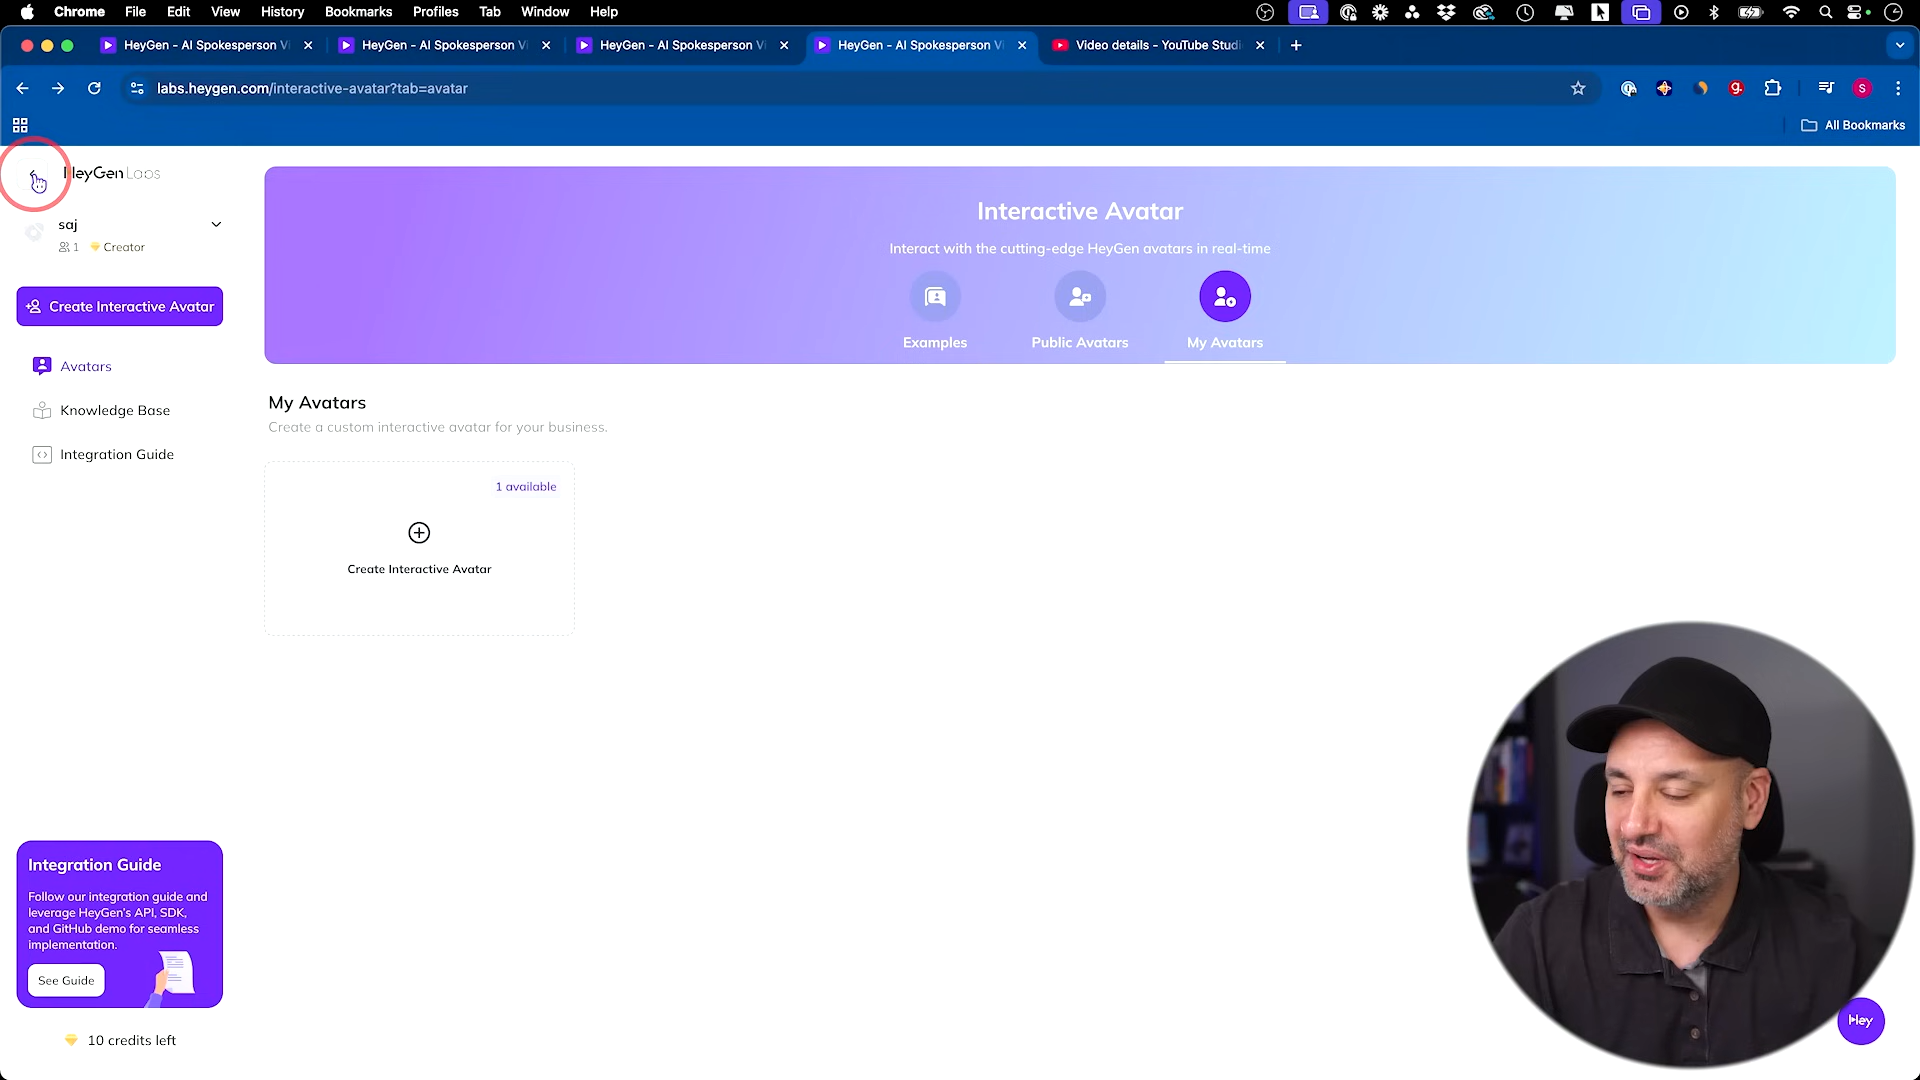 Chrome File Edit View History Bookmarks Profiles Tab Window Help
HeyGen - AI Spokesperson Vi HeyGen - AI Spokesperson Vi HeyGen - AI Spokesperson Vi HeyGen - AI Spokesperson Vi Video details - YouTube Studi
labs.heygen.com/interactive-avatar?tab=avatar
All Bookmarks
HeyGen Labs
saj
1 Creator
Create Interactive Avatar
Avatars
Knowledge Base
Integration Guide
Interactive Avatar
Interact with the cutting-edge HeyGen avatars in real-time
Examples Public Avatars My Avatars
My Avatars
Create a custom interactive avatar for your business.
1 available
Create Interactive Avatar
Integration Guide
Follow our integration guide and
leverage HeyGen's API, SDK,
and GitHub demo for seamless
implementation.
See Guide
10 credits left
Hey